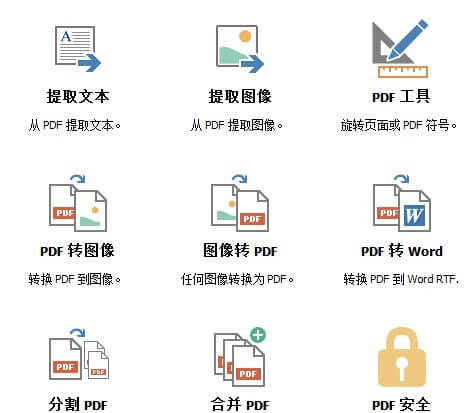 A
提取文本
提取图像
PDF 工具
从 PDF 提取文本。
从 PDF 提取图像。
旋转页面或 PDF 符号。
PDF
PDF
PDF
W
PDF 转图像
图像转 PDF
PDF 转 Word
转换 PDF 到图像。
任何图像转换为 PDF。
转换 PDF 到 Word RTF.
PDF
PDF
PDF
分割 PDF
合并 PDF
PDF 安全